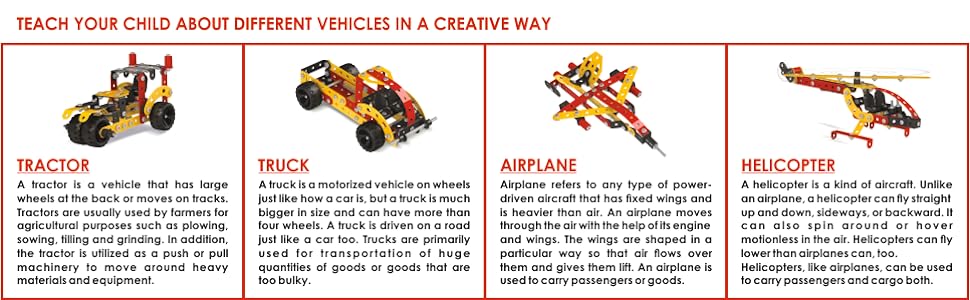 TEACH YOUR CHILD ABOUT DIFFERENT VEHICLES IN A CREATIVE WAY
TRACTOR
A tractor is a vehicle that has large
wheels at the back or moves on tracks.
Tractors are usually used by farmers for
agricultural purposes such as plowing,
sowing, tilling and grinding. In addition,
the tractor is utilized as a push or pull
machinery to move around heavy
materials and equipment.
TRUCK
A truck is a motorized vehicle on wheels
just like how a car is, but a truck is much
bigger in size and can have more than
four wheels. A truck is driven on a road
just like a car too. Trucks are primarily
used for transportation of huge
quantities of goods or goods that are
too bulky.
AIRPLANE
Airplane refers to any type of power-
driven aircraft that has fixed wings and
is heavier than air. An airplane moves
through the air with the help of its engine
and wings. The wings are shaped in a
particular way so that air flows over
them and gives them lift. An airplane is
used to carry passengers or goods.
HELICOPTER
A helicopter is a kind of aircraft. Unlike
an airplane, a helicopter can fly straight
up and down, sideways, or backward. It
can also spin around or hover
motionless in the air. Helicopters can fly
lower than airplanes can, too.
Helicopters, like airplanes, can be used
to carry passengers and cargo both.